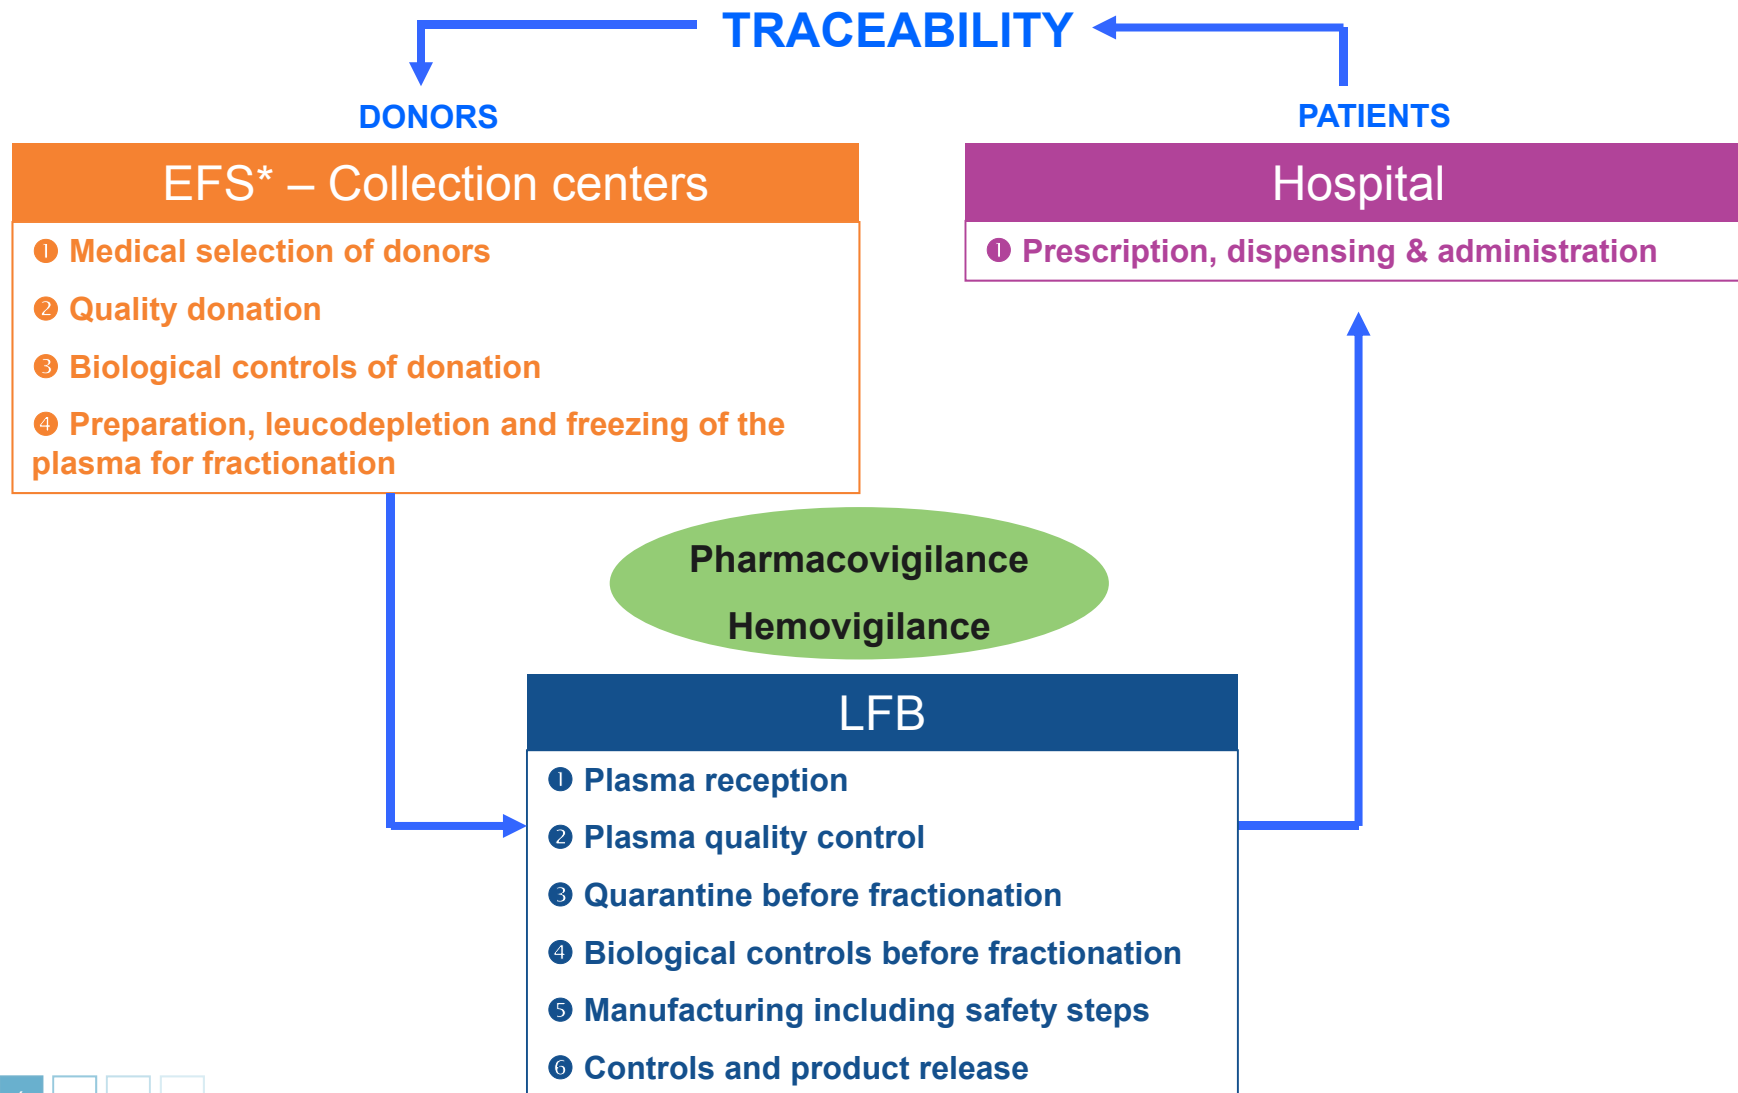 TRACEABILITY
DONORS
PATIENTS
EFS* – Collection centers
❶ Medical selection of donors
❷ Quality donation
❸ Biological controls of donation
❹ Preparation, leucodepletion and freezing of the
plasma for fractionation
Hospital
❶ Prescription, dispensing & administration
Pharmacovigilance
Hemovigilance
LFB
❶ Plasma reception
❷ Plasma quality control
❸ Quarantine before fractionation
❹ Biological controls before fractionation
❺ Manufacturing including safety steps
❻ Controls and product release